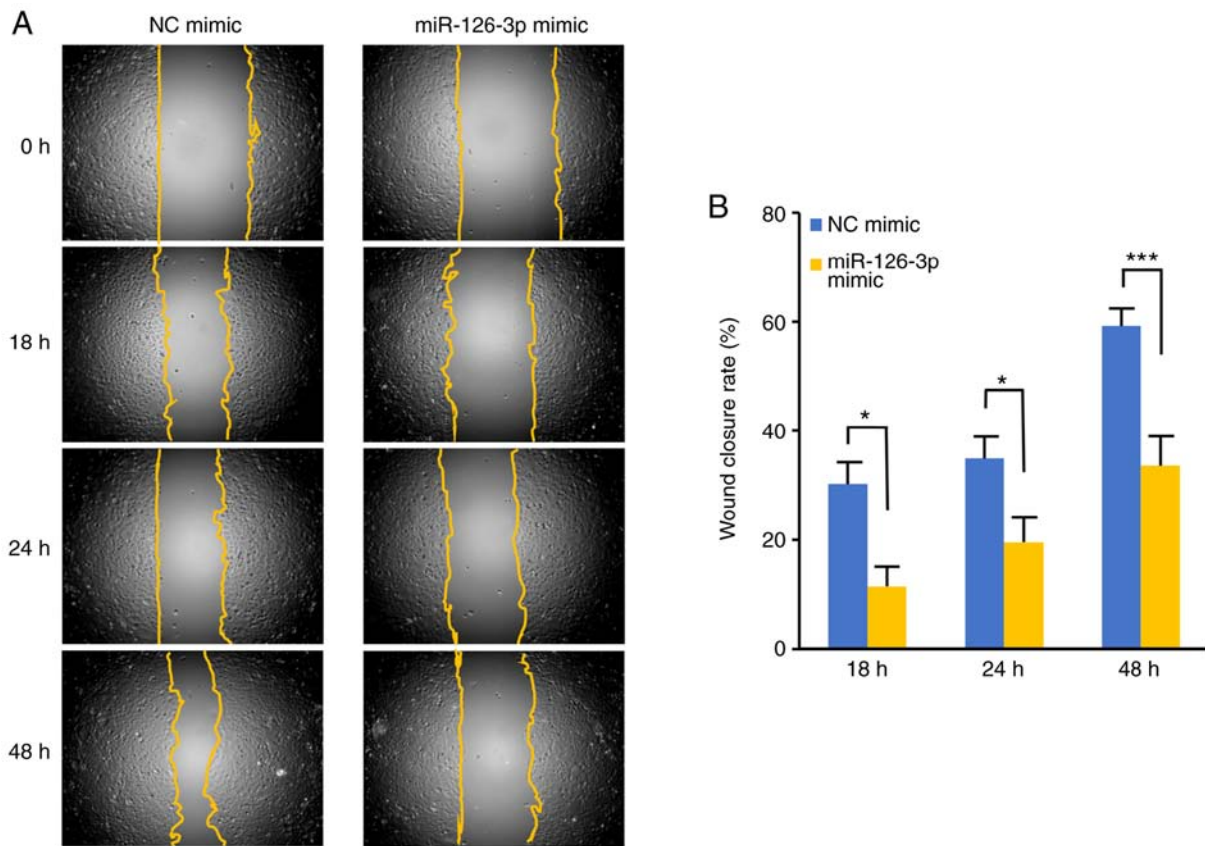 A
NC mimic
miR-126-3p mimic
0 h
18 h
24 h
48 h
B
NC mimic
miR-126-3p
mimic
Wound closure rate (%)
80
60
40
20
0
*
*
***
18 h
24 h
48 h